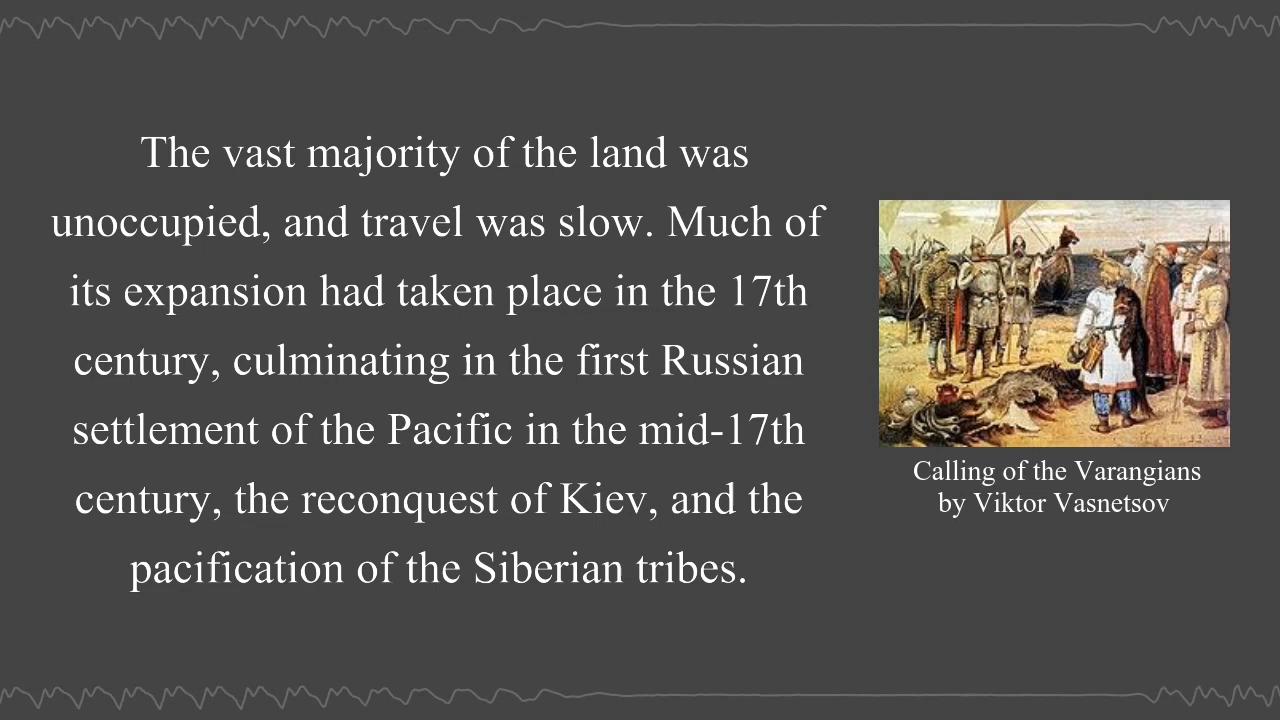 The vast majority of the land was
unoccupied, and travel was slow. Much of
its expansion had taken place in the 17th
century, culminating in the first Russian
settlement of the Pacific in the mid-17th
century, the reconquest of Kiev, and the
pacification of the Siberian tribes.
Calling of the Varangians
by Viktor Vasnetsov